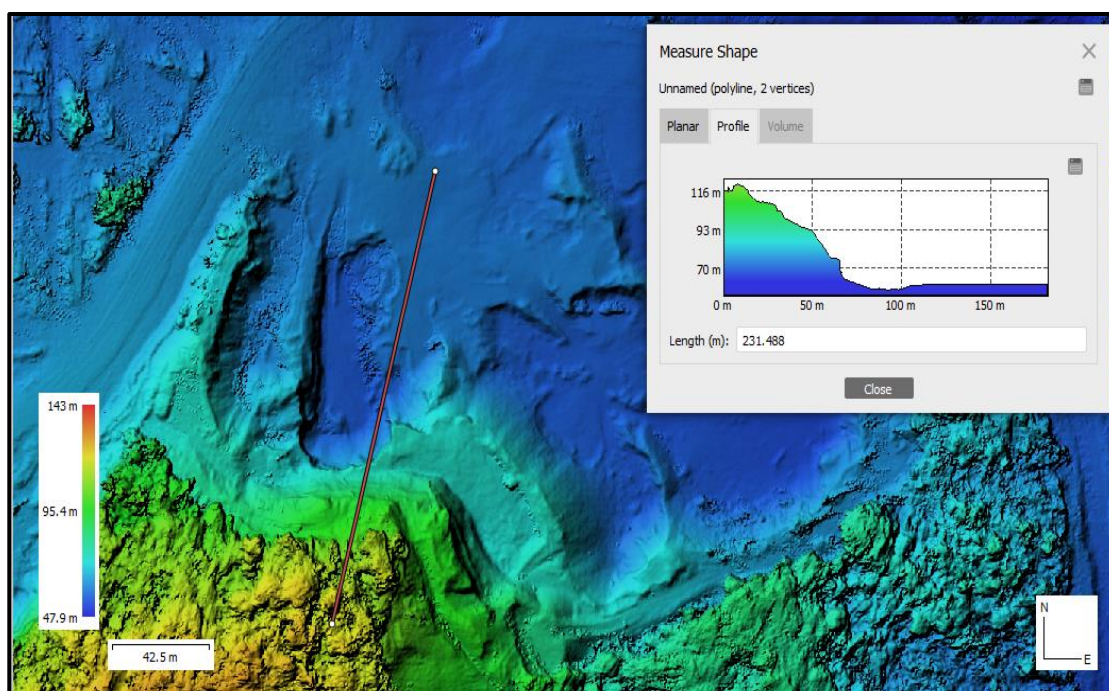 Measure Shape
Unnamed (polyline, 2 vertices)
Planar Profile Volume
116 m
93 m
70 m
0 m 50 m 100 m 150 m
Length (m): 231.488
Close
143 m
95.4 m
47.9 m
42.5 m
N
E